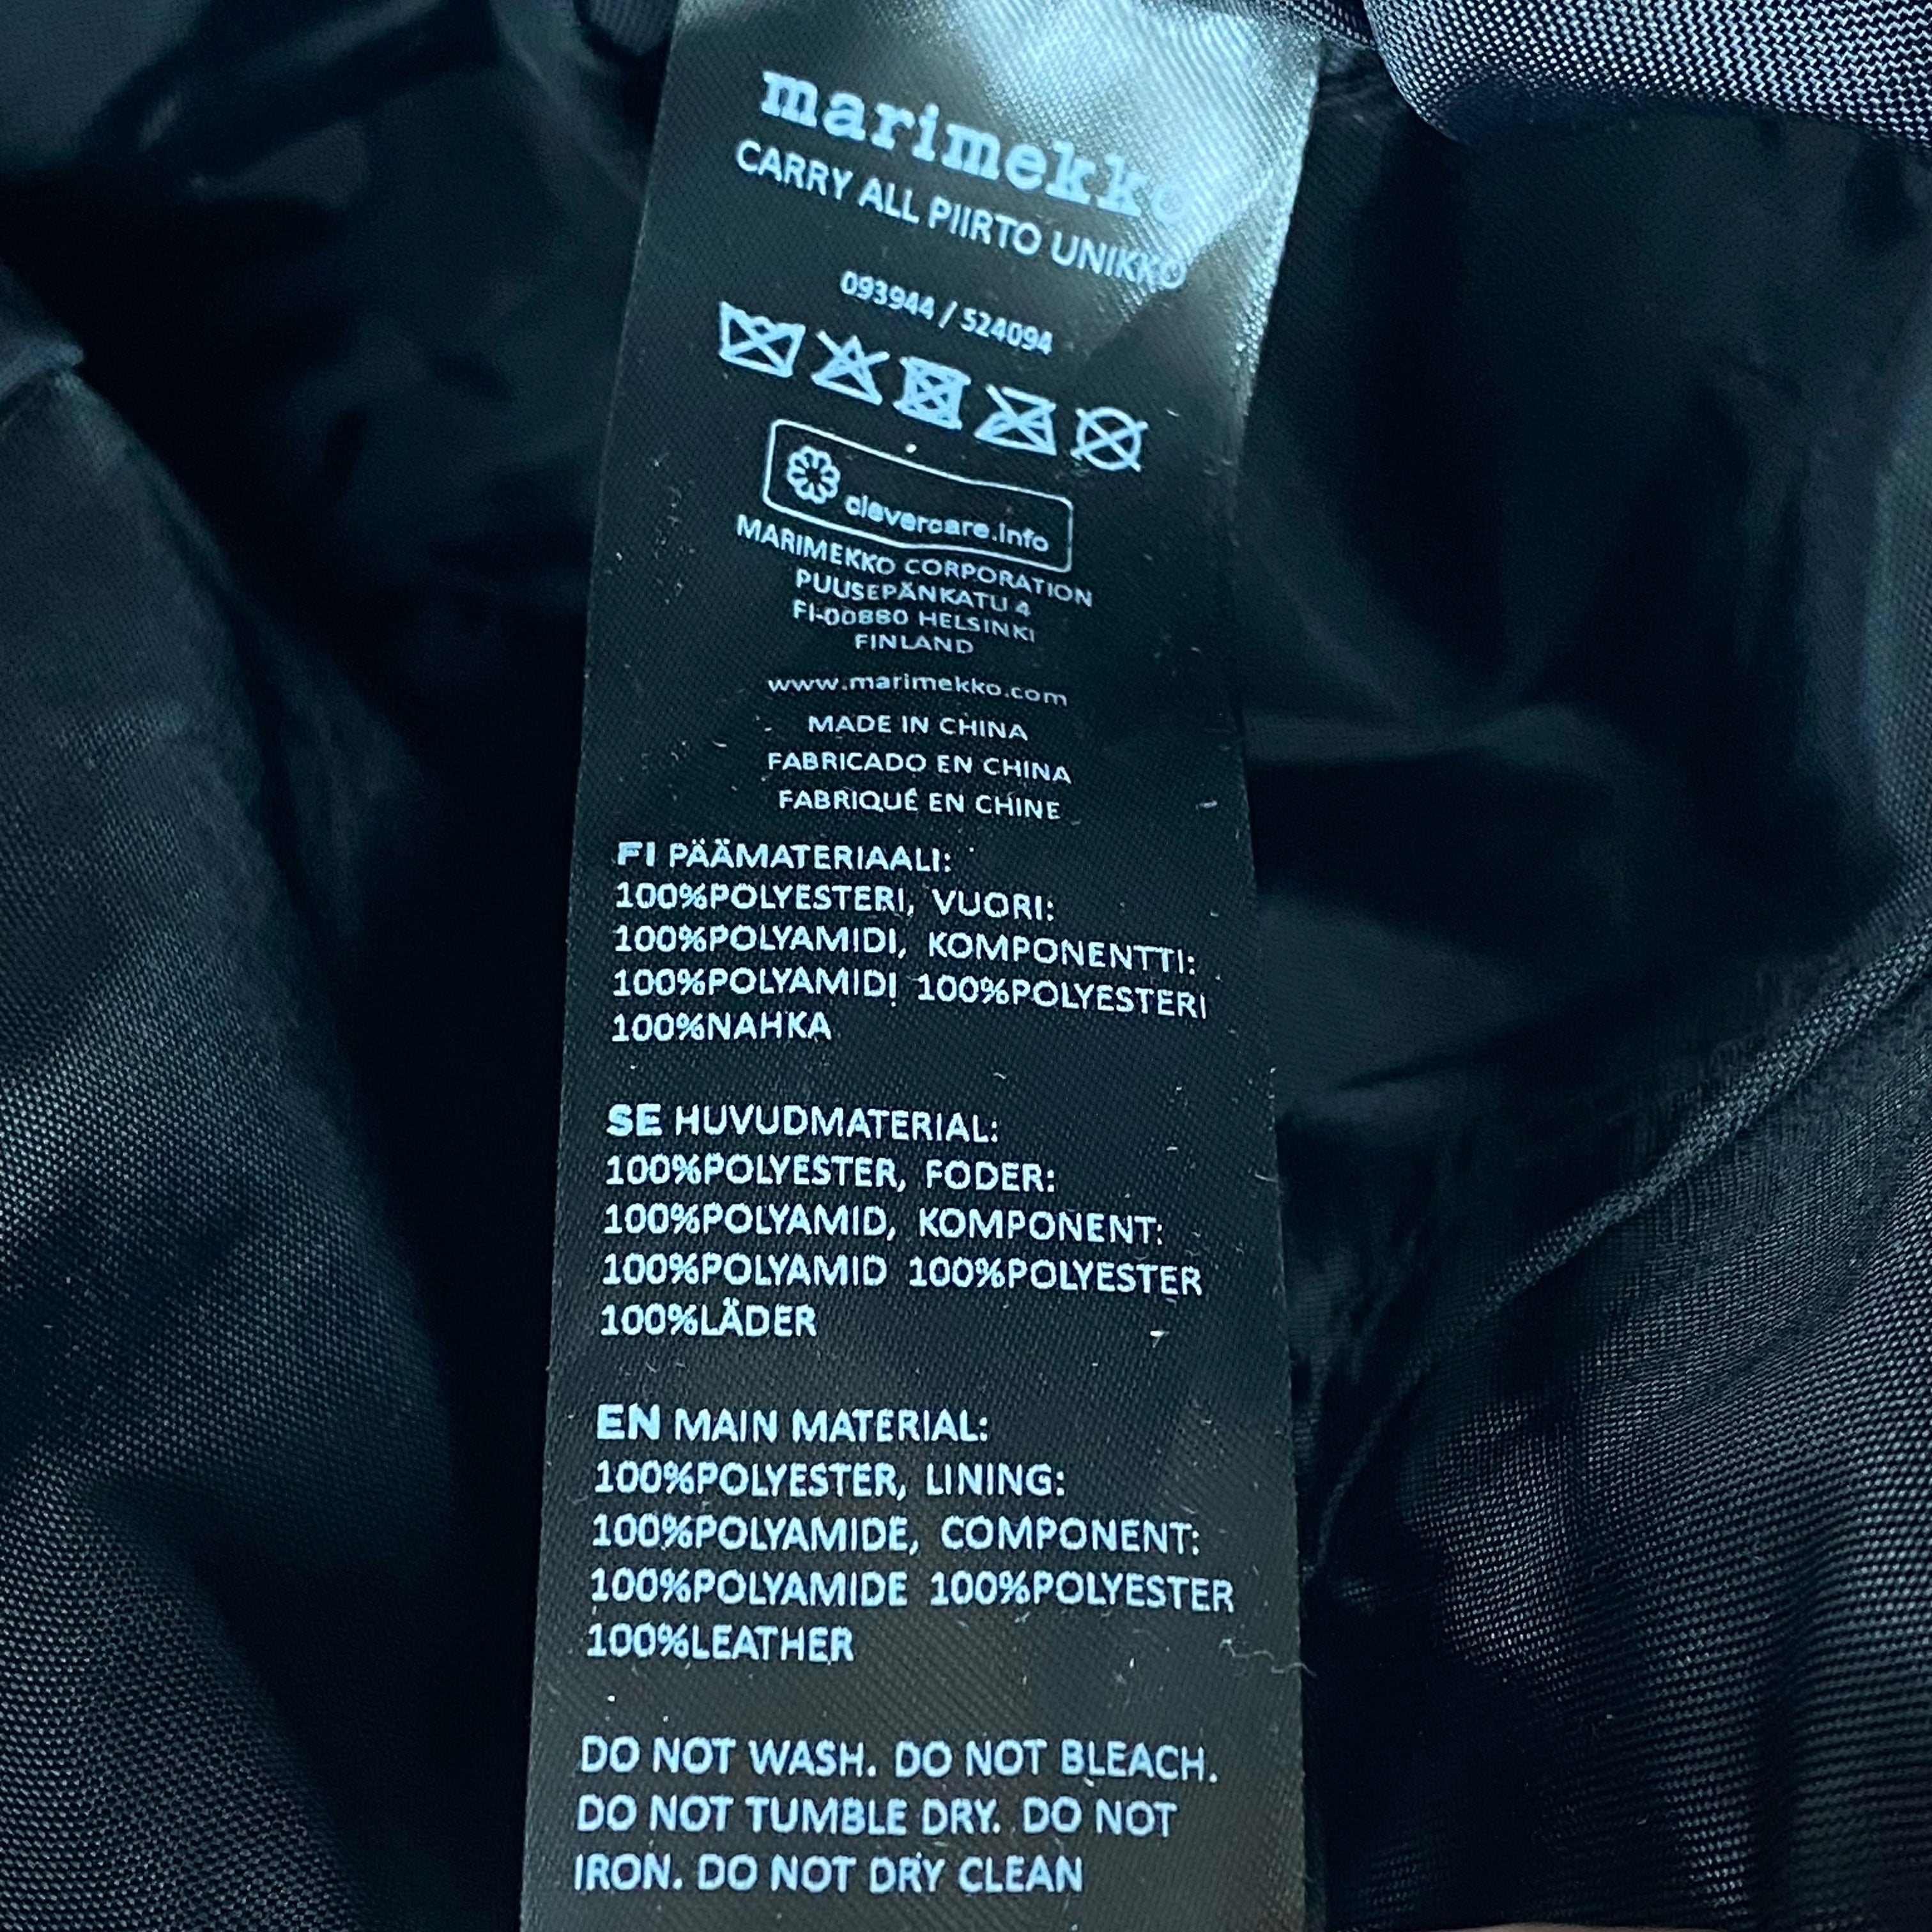 marimekko
CARRY ALL PIIRTO UNIKKO
093944 / 524094
clevercare.info
MARIMEKKO CORPORATION
PUUSEPÄNKATU 4
FI-00880 HELSINKI
FINLAND
www.marimekko.com
MADE IN CHINA
FABRICADO EN CHINA
FABRIQUÉ EN CHINE
FI PÄÄMATERIAALI:
100%POLYESTERI, VUORI:
100%POLYAMIDI, KOMPONENTTI:
100%POLYAMIDI 100%POLYESTERI
100%NAHKA
SE HUVUDMATERIAL:
100%POLYESTER, FODER:
100%POLYAMID, KOMPONENT:
100%POLYAMID 100%POLYESTER
100%LÄDER
EN MAIN MATERIAL:
100%POLYESTER, LINING:
100%POLYAMIDE, COMPONENT:
100%POLYAMIDE 100%POLYESTER
100%LEATHER
DO NOT WASH. DO NOT BLEACH.
DO NOT TUMBLE DRY. DO NOT
IRON. DO NOT DRY CLEAN